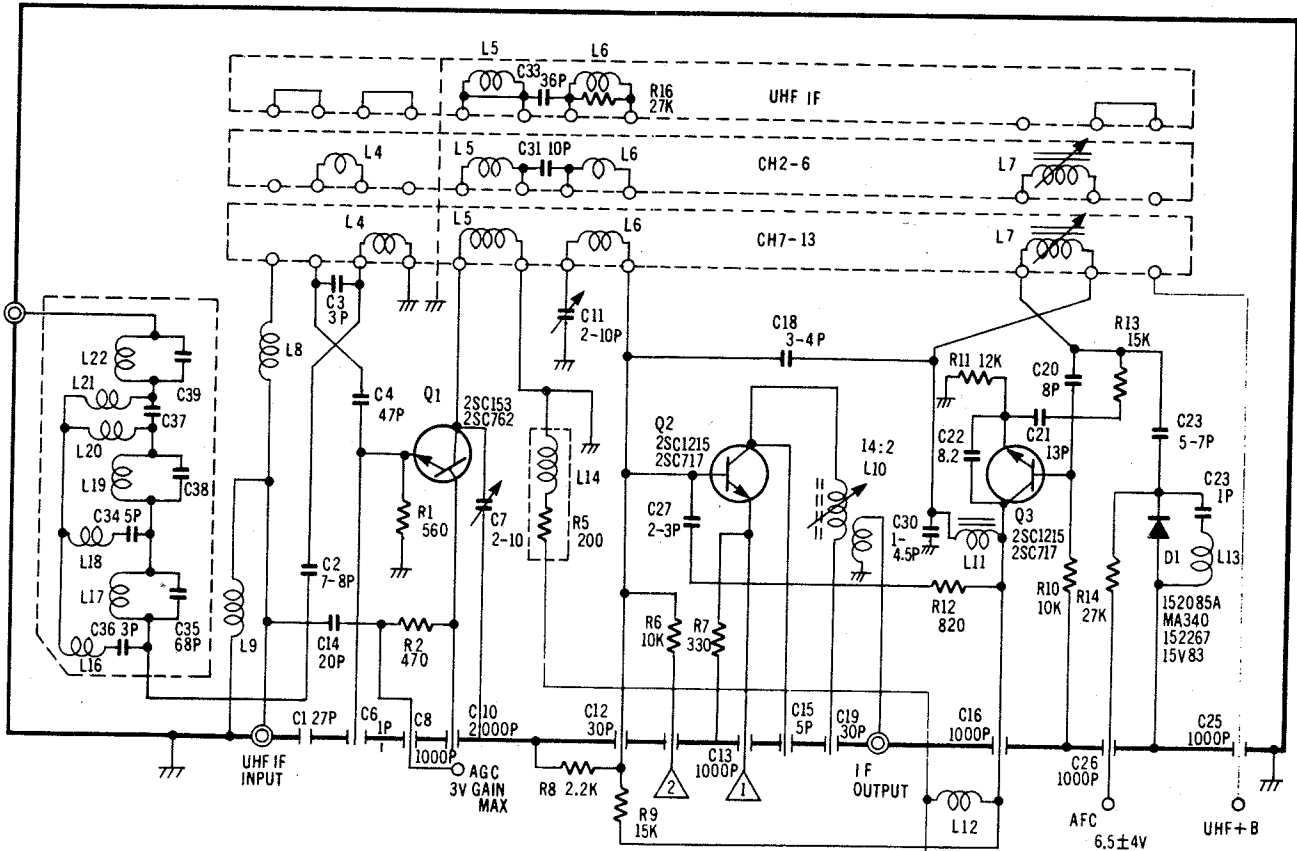 L5
C33
36P
L6
R16
27K
UHF IF
L4
L5
C31 10P
L6
CH2-6
L7
L4
L5
L6
CH7-13
L7
C3
3P
C11
2-10P
C18
3-4P
R13
15K
L8
L22
C39
L21
C37
L20
L19
C38
C34 5P
L18
L17
C36 3P
C35
68P
L16
C4
47P
Q1
2SC153
2SC762
R11 12K
C20
8P
C23
5-7P
Q2
2SC1215
2SC717
14:2
L10
C22
8.2
C21
13P
L14
R5
200
R1
560
C7
2-10
C27
2-3P
C30
1-
4.5P
L11
Q3
2SC1215
2SC717
C23
1P
D1
L13
C2
7-8P
R12
820
R10
10K
R14
27K
152085A
MA340
152267
15V83
L9
C14
20P
R2
470
R6
10K
R7
330
C1 27P
C6
1P
C8
1000P
C10
2000P
C12
30P
C13
1000P
C15
5P
C19
30P
C16
1000P
C26
1000P
C25
1000P
UHF IF
INPUT
AGC
3V GAIN
MAX
R8 2.2K
R9
15K
2
1
IF
OUTPUT
L12
AFC
6.5±4V
UHF+B